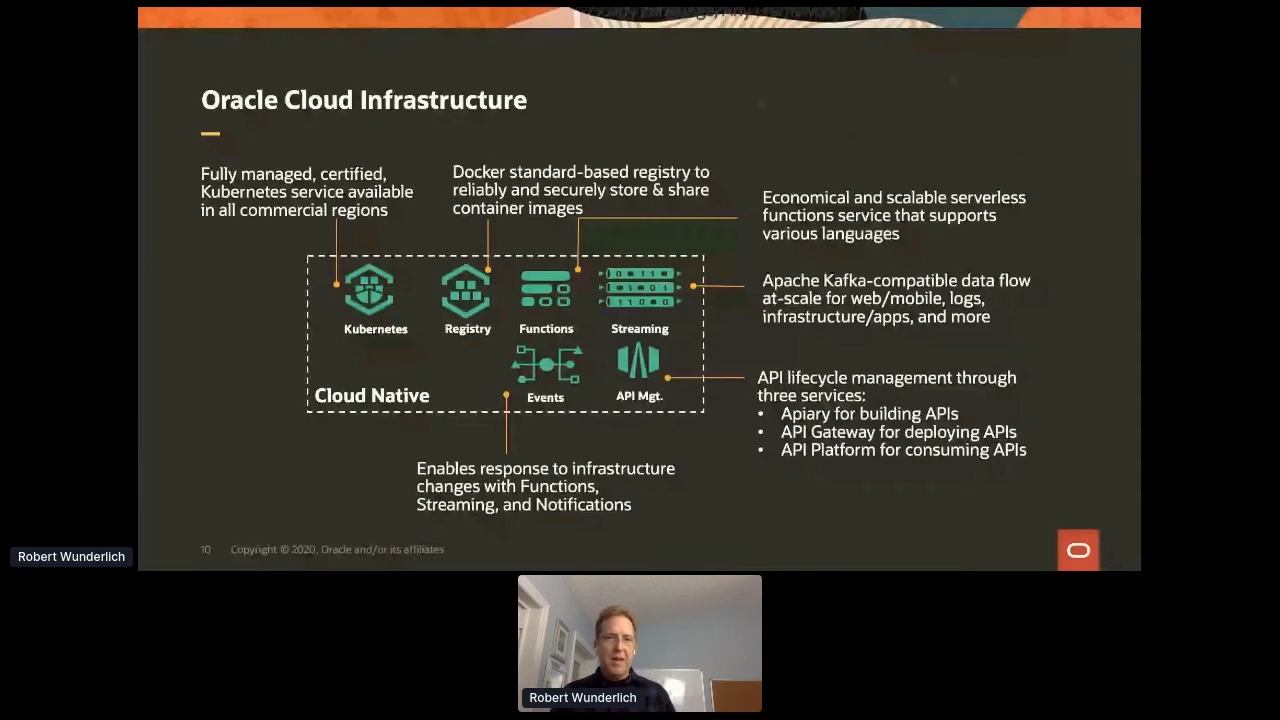 Oracle Cloud Infrastructure
Fully managed, certified,
Kubernetes service available
in all commercial regions
Docker standard-based registry to
reliably and securely store & share
container images
Economical and scalable serverless
functions service that supports
various languages
Apache Kafka-compatible data flow
at-scale for web/mobile, logs,
infrastructure/apps, and more
Kubernetes
Registry
Functions
Streaming
Cloud Native
Events
API Mgt.
API lifecycle management through
three services:
• Apiary for building APIs
• API Gateway for deploying APIs
• API Platform for consuming APIs
Enables response to infrastructure
changes with Functions,
Streaming, and Notifications
10 Copyright © 2020, Oracle and/or its affiliates
Robert Wunderlich
Robert Wunderlich